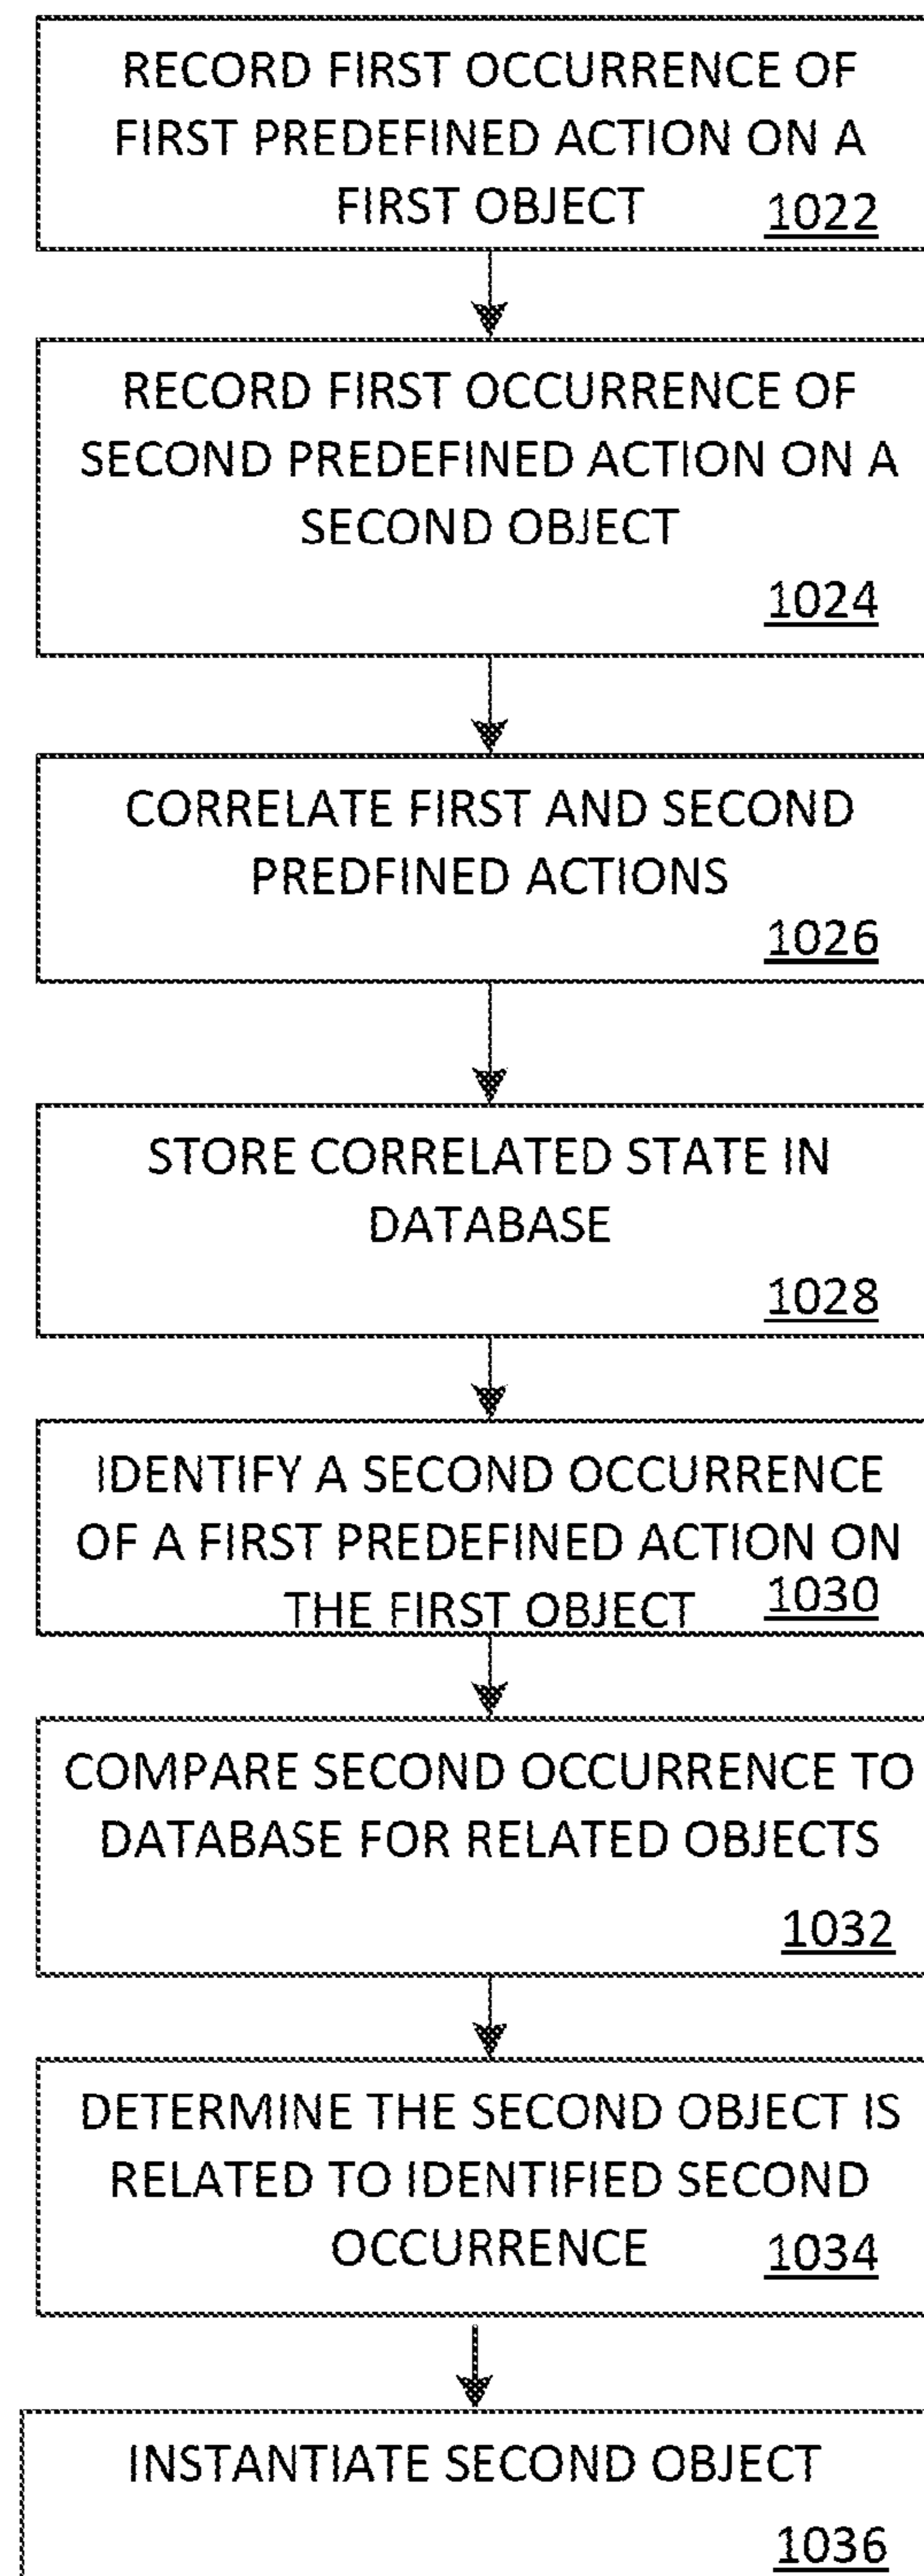 RECORD FIRST OCCURRENCE OF
FIRST PREDEFINED ACTION ON A
FIRST OBJECT
1022
RECORD FIRST OCCURRENCE OF
SECOND PREDEFINED ACTION ON A
SECOND OBJECT
1024
CORRELATE FIRST AND SECOND
PREDFINED ACTIONS
1026
STORE CORRELATED STATE IN
DATABASE
1028
IDENTIFY A SECOND OCCURRENCE
OF A FIRST PREDEFINED ACTION ON
THE FIRST OBJECT
1030
COMPARE SECOND OCCURRENCE TO
DATABASE FOR RELATED OBJECTS
1032
DETERMINE THE SECOND OBJECT IS
RELATED TO IDENTIFIED SECOND
OCCURRENCE
1034
INSTANTIATE SECOND OBJECT
1036